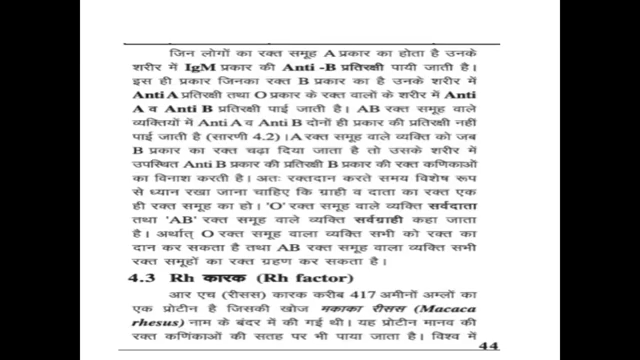 जिन लोगों का रक्त समूह A प्रकार का होता है उनके
शरीर में IgM प्रकार की Anti -B प्रतिरक्षी पायी जाती है।
इस ही प्रकार जिनका रक्त B प्रकार का है उनके शरीर में
Anti A प्रतिरक्षी तथा O प्रकार के रक्त वालों के शरीर में Anti
A व Anti B प्रतिरक्षी पाई जाती है। AB रक्त समूह वाले
व्यक्तियों में Anti A व Anti B दोनों ही प्रकार की प्रतिरक्षी नहीं
पाई जाती है (सारणी 4.2)। A रक्त समूह वाले व्यक्ति को जब
B प्रकार का रक्त चढ़ा दिया जाता है तो उसके शरीर में
उपस्थित Anti B प्रकार की प्रतिरक्षी B प्रकार की रक्त कणिकाओं
का विनाश करती है। अतः रक्तदान करते समय विशेष रूप
से ध्यान रखा जाना चाहिए कि ग्राही व दाता का रक्त एक
ही रक्त समूह का हो। 'O' रक्त समूह वाले व्यक्ति सर्वदाता
तथा 'AB' रक्त समूह वाले व्यक्ति सर्वग्राही कहा जाता
है। अर्थात् O रक्त समूह वाला व्यक्ति सभी को रक्त का
दान कर सकता है तथा AB रक्त समूह वाला व्यक्ति सभी
रक्त समूहों का रक्त ग्रहण कर सकता है।
4.3 Rh कारक (Rh factor)
आर एच (रीसस) कारक करीब 417 अमीनों अम्लों का
एक प्रोटीन है जिसकी खोज मकाका रीसस (Macaca
rhesus) नाम के बंदर में की गई थी। यह प्रोटीन मानव की
रक्त कणिकाओं की सतह पर भी पाया जाता है। विश्व में
44